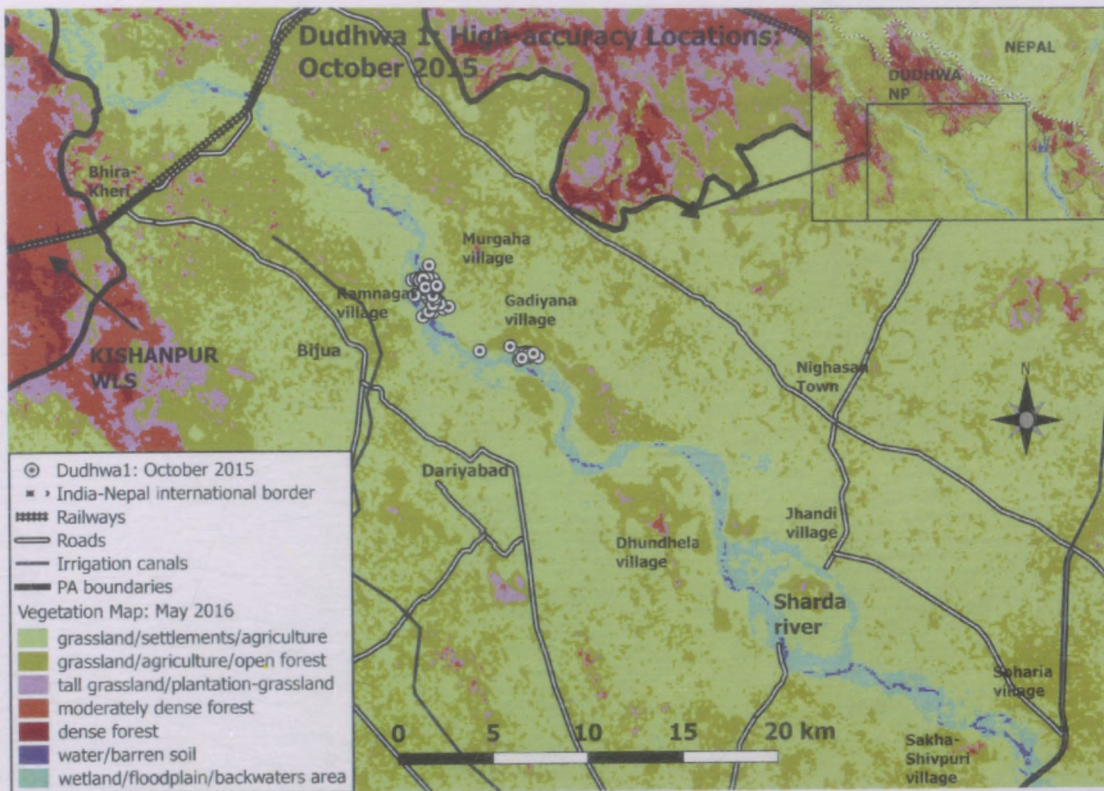 Dudhwa 1: High-accuracy Locations:
October 2015
NEPAL
DUDHWA
NP
Bhira-
Kheri
Murgaha
village
Ramnagar
village
Gadiyana
village
Bijua
KISHANPUR
WLS
Nighasan
Town
N
Dariyabad
Jhandi
village
Dhundhela
village
Sharda
river
Soharia
village
Sakha-
Shivpuri
village
0 5 10 15 20 km
Dudhwa1: October 2015
India-Nepal international border
Railways
Roads
Irrigation canals
PA boundaries
Vegetation Map: May 2016
grassland/settlements/agriculture
grassland/agriculture/open forest
tall grassland/plantation-grassland
moderately dense forest
dense forest
water/barren soil
wetland/floodplain/backwaters area